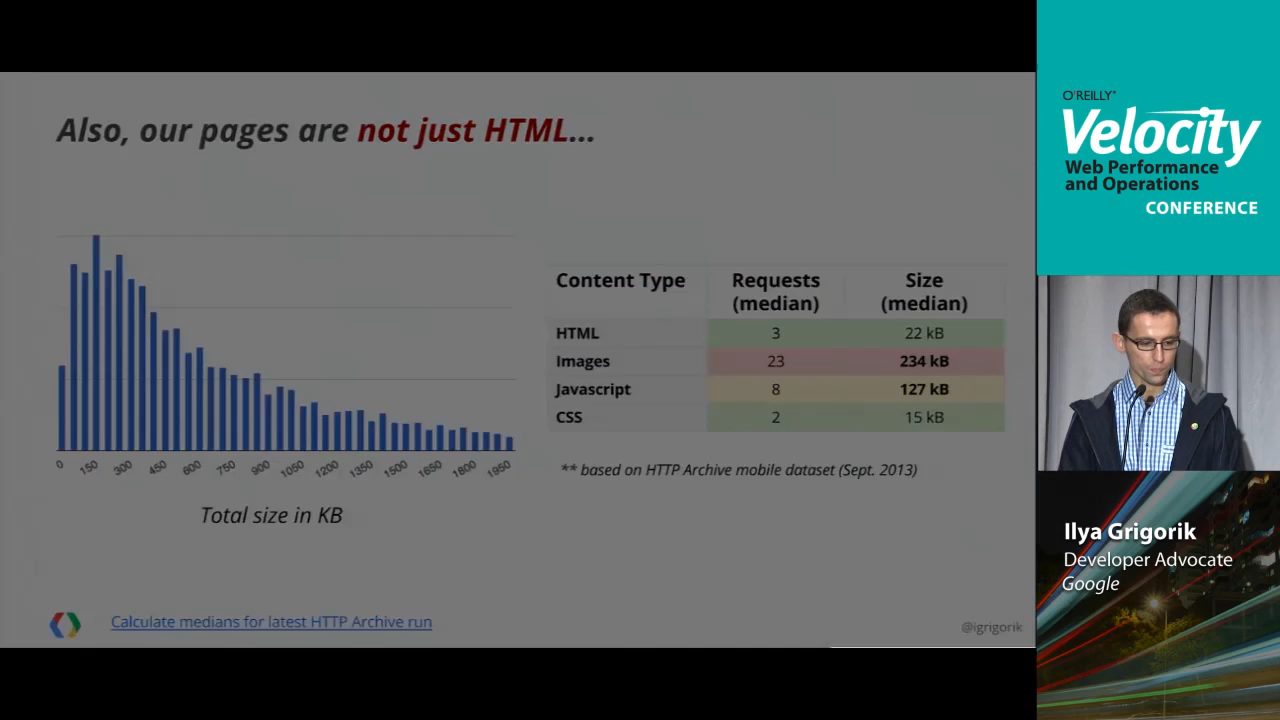 Also, our pages are not just HTML...
0 150 300 450 600 750 900 1050 1200 1350 1500 1650 1800 1950
Total size in KB
Content Type Requests (median) Size (median)
HTML 3 22 kB
Images 23 234 kB
Javascript 8 127 kB
CSS 2 15 kB
** based on HTTP Archive mobile dataset (Sept. 2013)
Calculate medians for latest HTTP Archive run
@igrigorik
O'REILLY®
Velocity
Web Performance
and Operations
CONFERENCE
Ilya Grigorik
Developer Advocate
Google